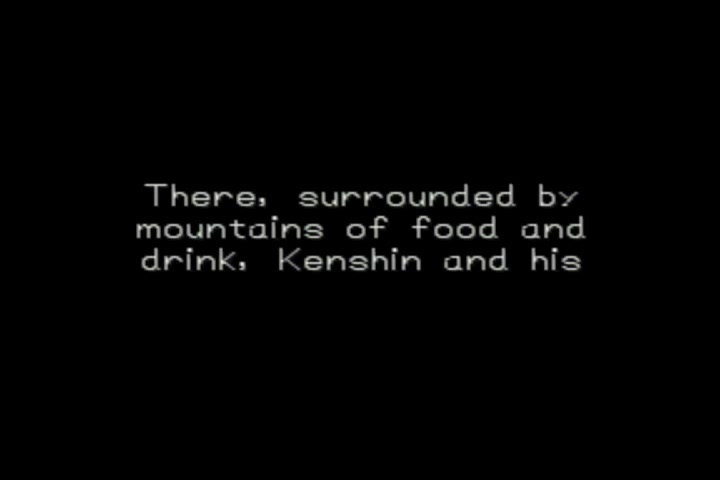 There, surrounded by
mountains of food and
drink, Kenshin and his